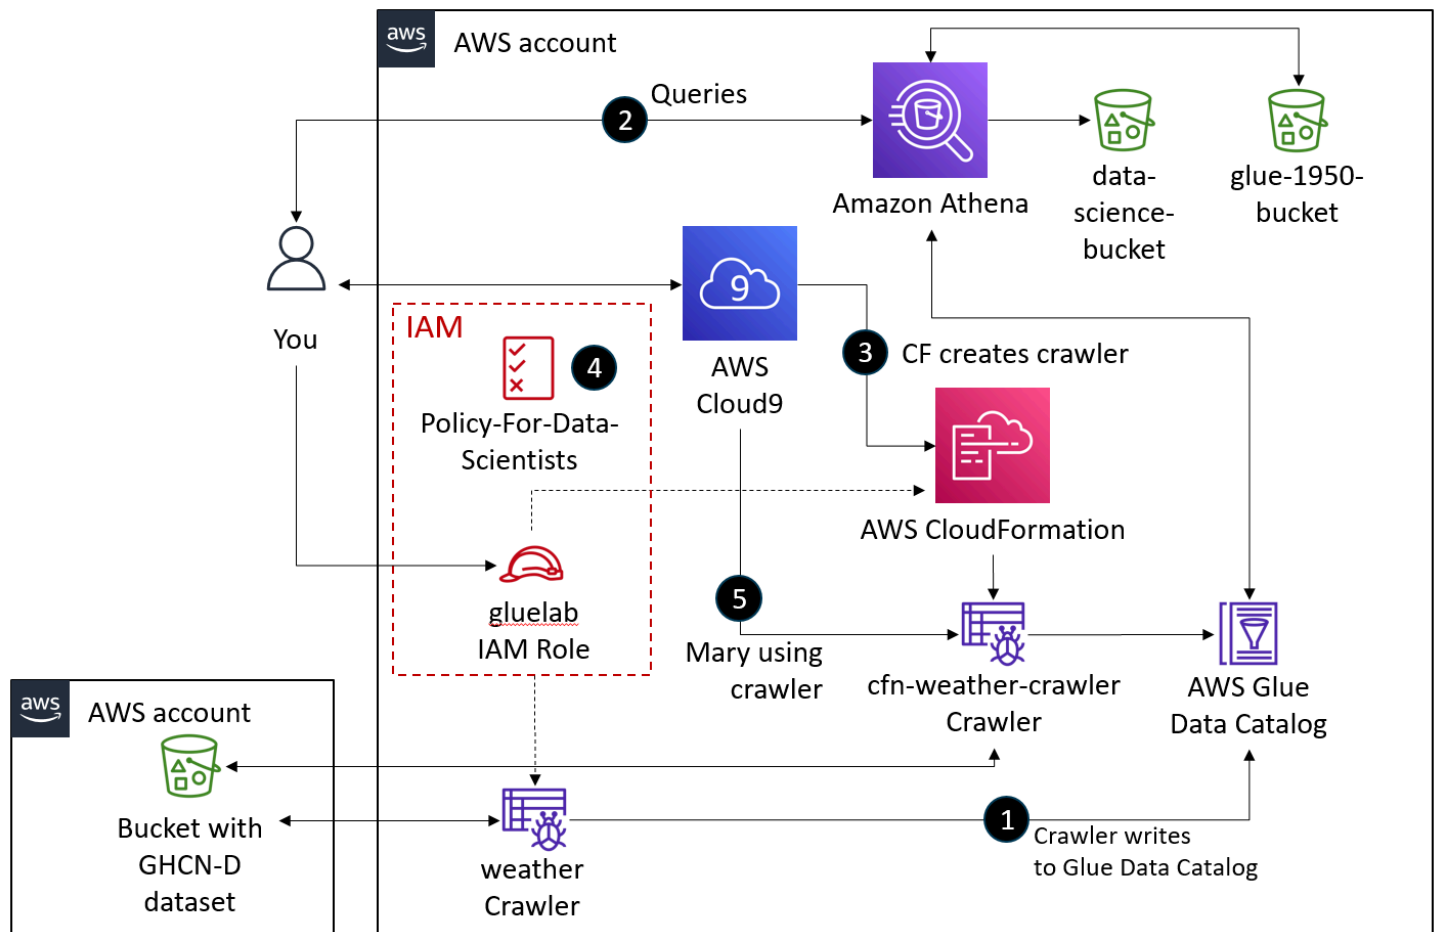 aws
AWS account
Queries
2
Amazon Athena
data-
science-
bucket
glue-1950-
bucket
You
IAM
4
Policy-For-Data-
Scientists
9
AWS
Cloud9
3
CF creates crawler
AWS CloudFormation
gluelab
IAM Role
5
Mary using
crawler
cfn-weather-crawler
Crawler
AWS Glue
Data Catalog
aws
AWS account
Bucket with
GHCN-D
dataset
weather
Crawler
1
Crawler writes
to Glue Data Catalog